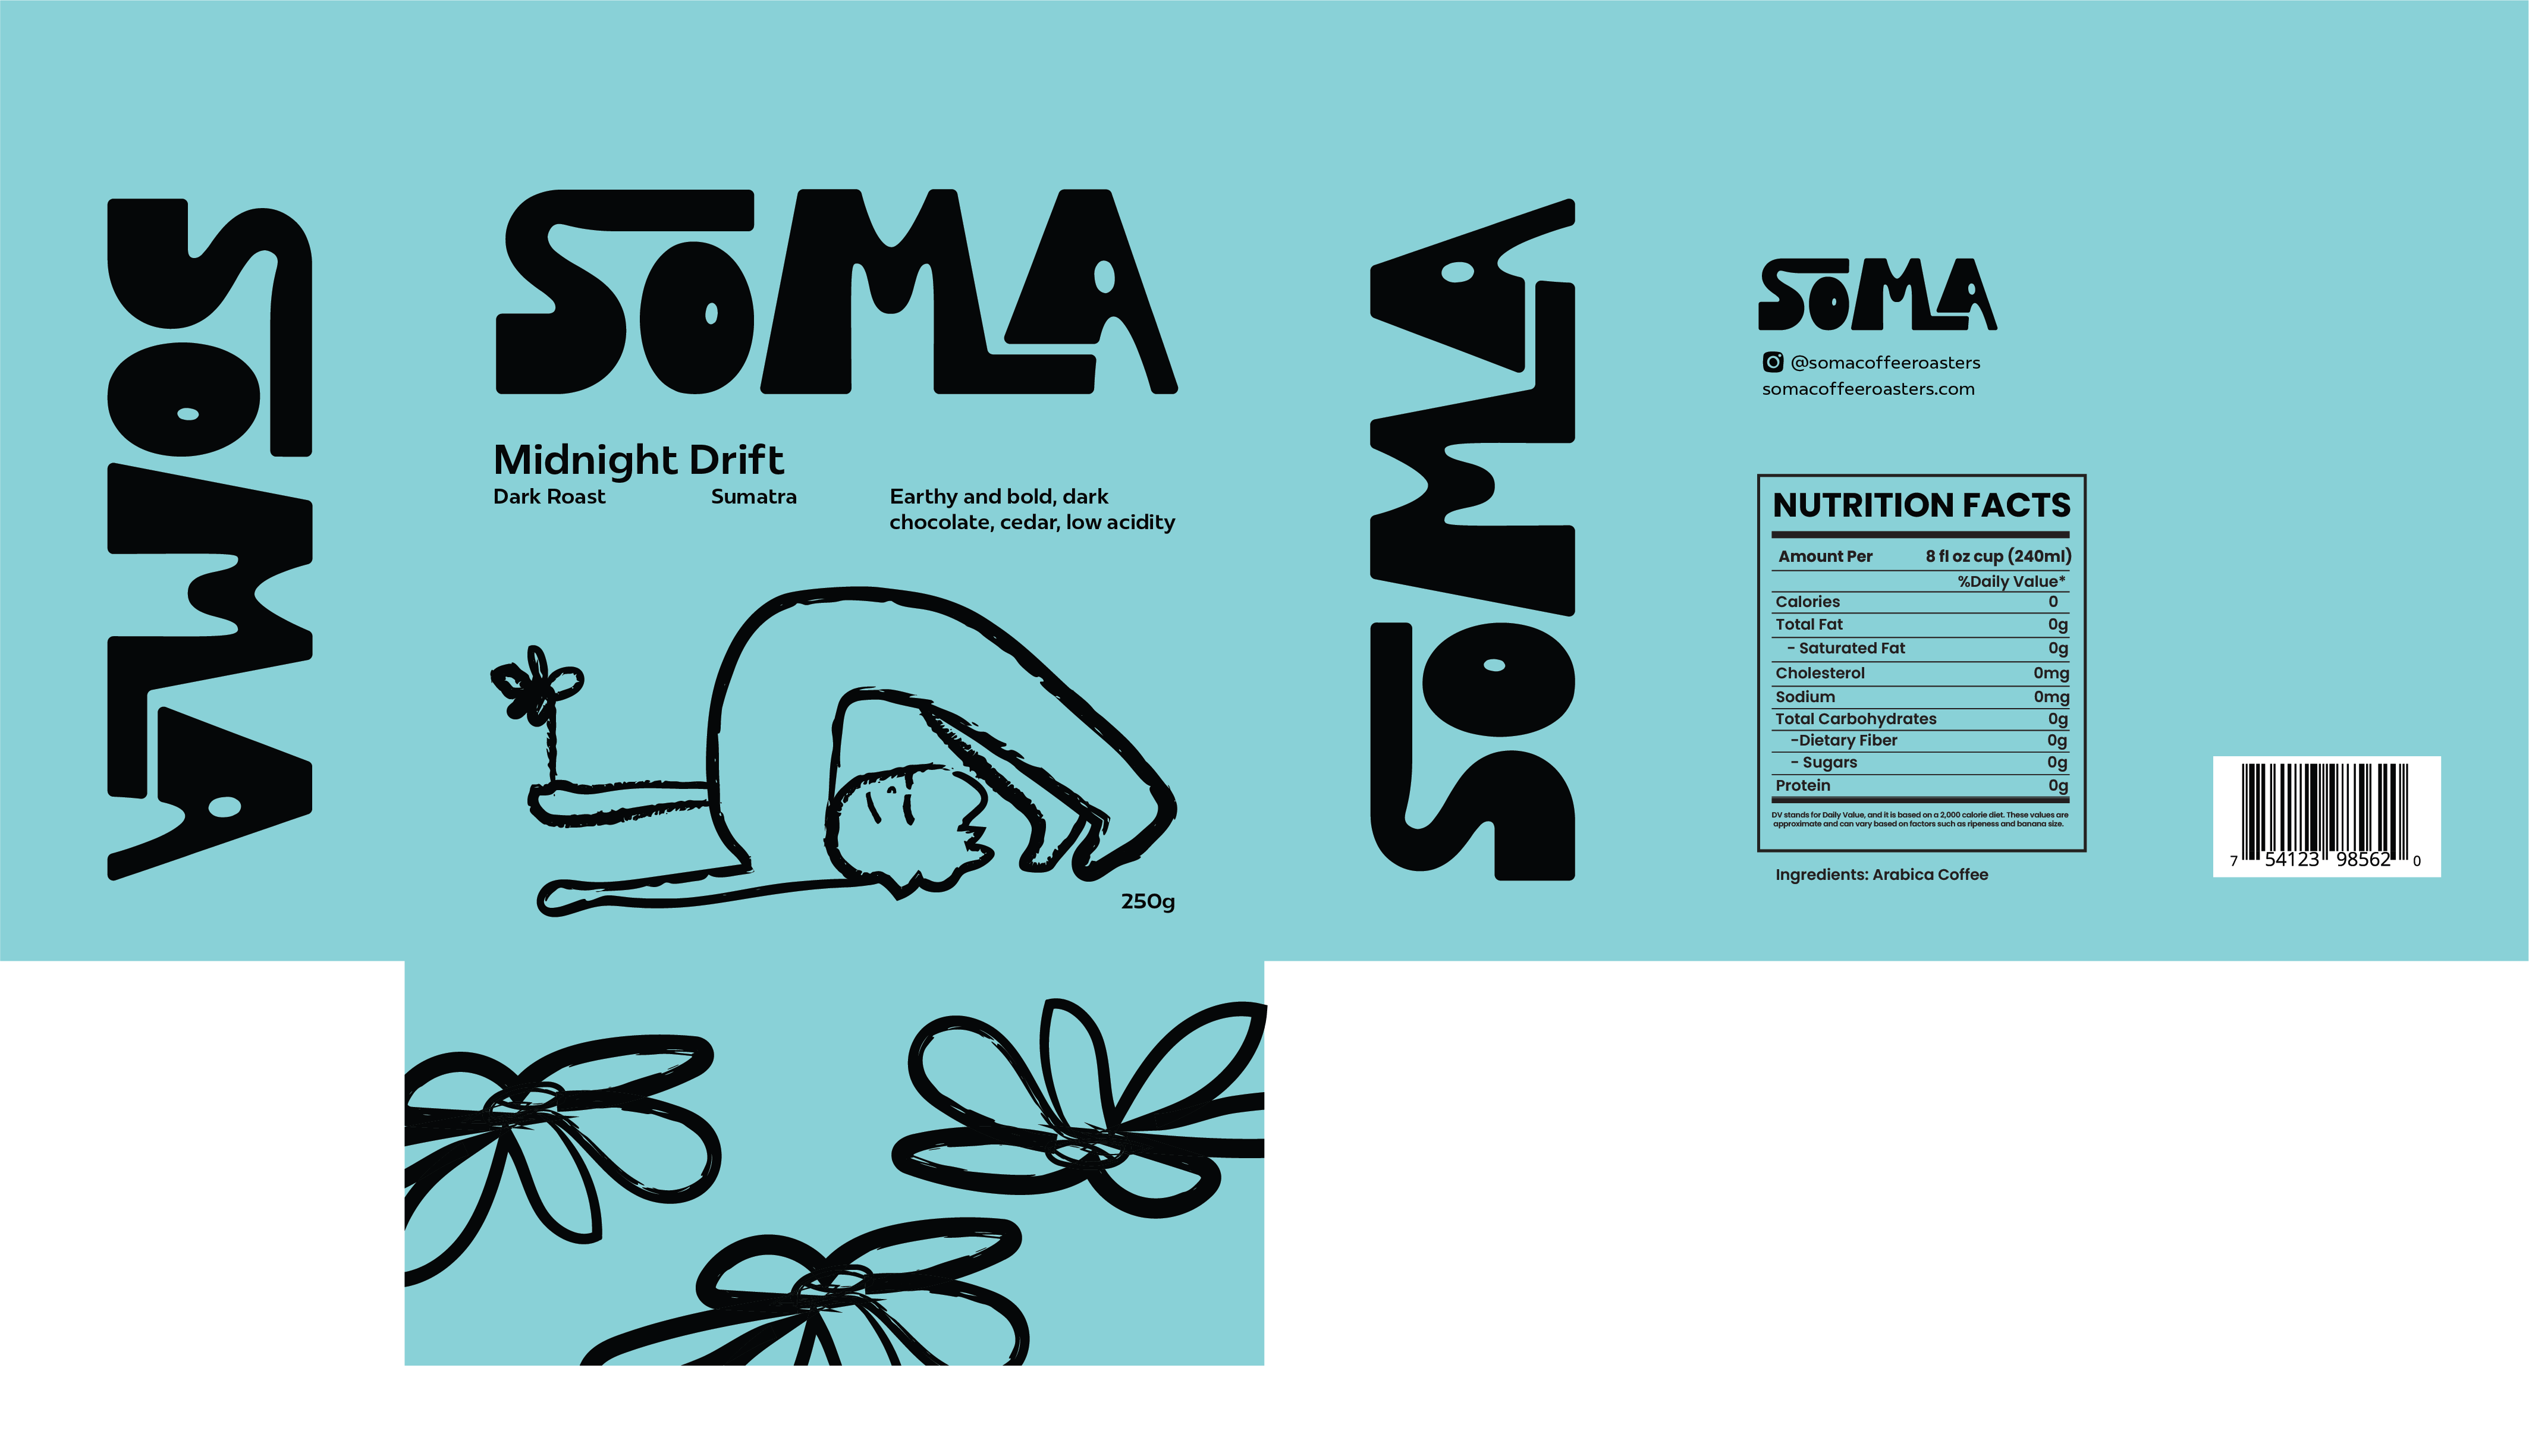 SOMA
SOMA
Midnight Drift
Dark Roast Sumatra Earthy and bold, dark
chocolate, cedar, low acidity
250g
SOMA
SOMA
@somacoffeeroasters
somacoffeeroasters.com
NUTRITION FACTS
Amount Per 8 fl oz cup (240ml)
%Daily Value*
Calories 0
Total Fat 0g
- Saturated Fat 0g
Cholesterol 0mg
Sodium 0mg
Total Carbohydrates 0g
-Dietary Fiber 0g
- Sugars 0g
Protein 0g
DV stands for Daily Value, and it is based on a 2,000 calorie diet. These values are
approximate and can vary based on factors such as ripeness and banana size.
Ingredients: Arabica Coffee
7 54123 98562 0